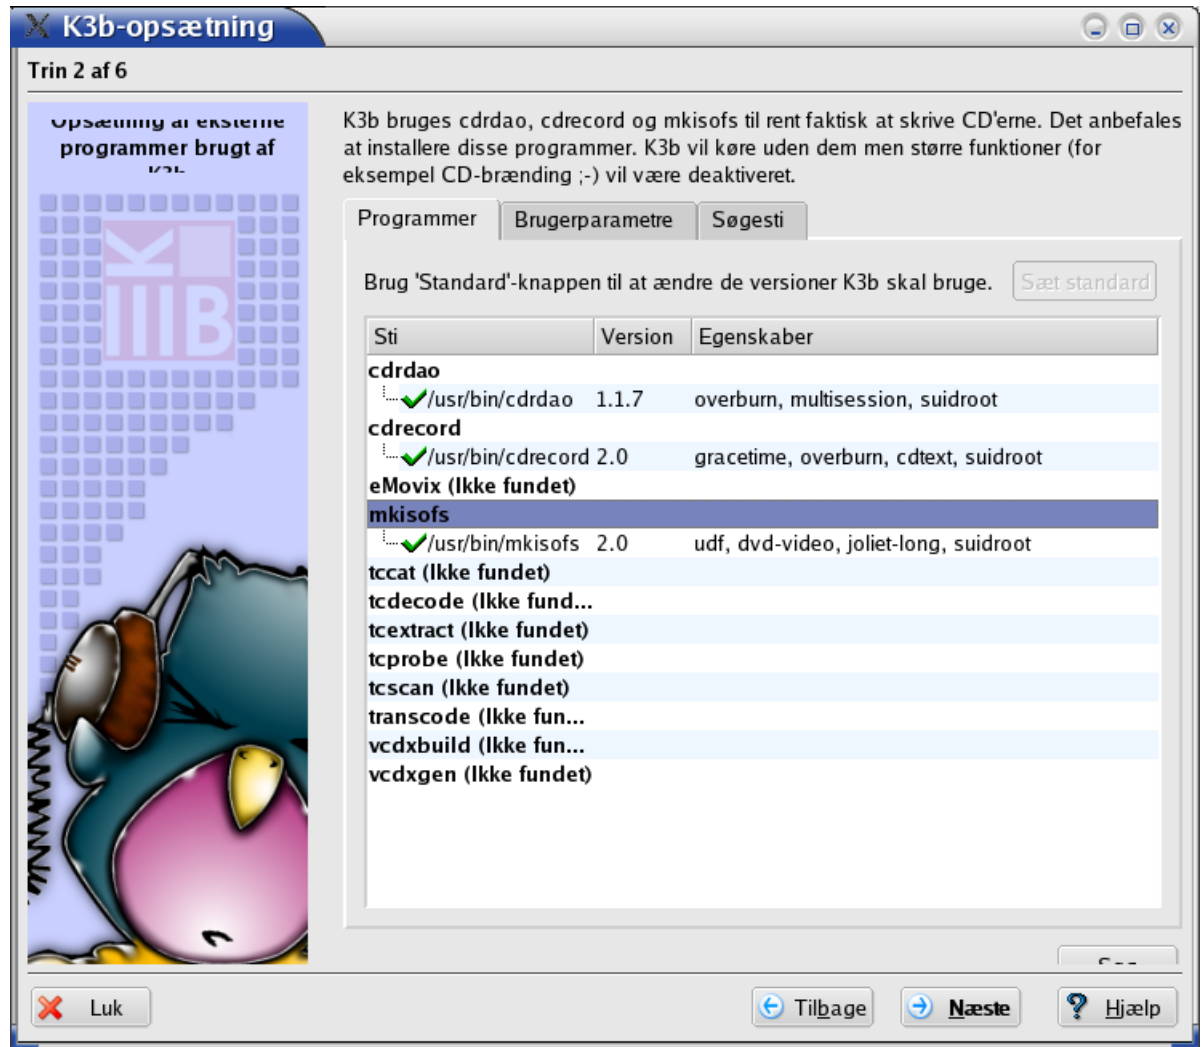 K3b-opsætning
Trin 2 af 6
Opsætning af eksterne
programmer brugt af
K3b
K3b bruges cdrdao, cdrecord og mkisofs til rent faktisk at skrive CD'erne. Det anbefales
at installere disse programmer. K3b vil køre uden dem men større funktioner (for
eksempel CD-brænding ;-) vil være deaktiveret.
Programmer Brugerparametre Søgesti
Brug 'Standard'-knappen til at ændre de versioner K3b skal bruge. Sæt standard
K
IIIB
Sti Version Egenskaber
cdrdao
/usr/bin/cdrdao 1.1.7 overburn, multisession, suidroot
cdrecord
/usr/bin/cdrecord 2.0 gracetime, overburn, cdtext, suidroot
eMovix (Ikke fundet)
mkisofs
/usr/bin/mkisofs 2.0 udf, dvd-video, joliet-long, suidroot
tccat (Ikke fundet)
tcdecode (Ikke fund...
tcextract (Ikke fundet)
tcprobe (Ikke fundet)
tcscan (Ikke fundet)
transcode (Ikke fun...
vcdxbuild (Ikke fun...
vcdxgen (Ikke fundet)
Luk Tilbage Næste Hjælp